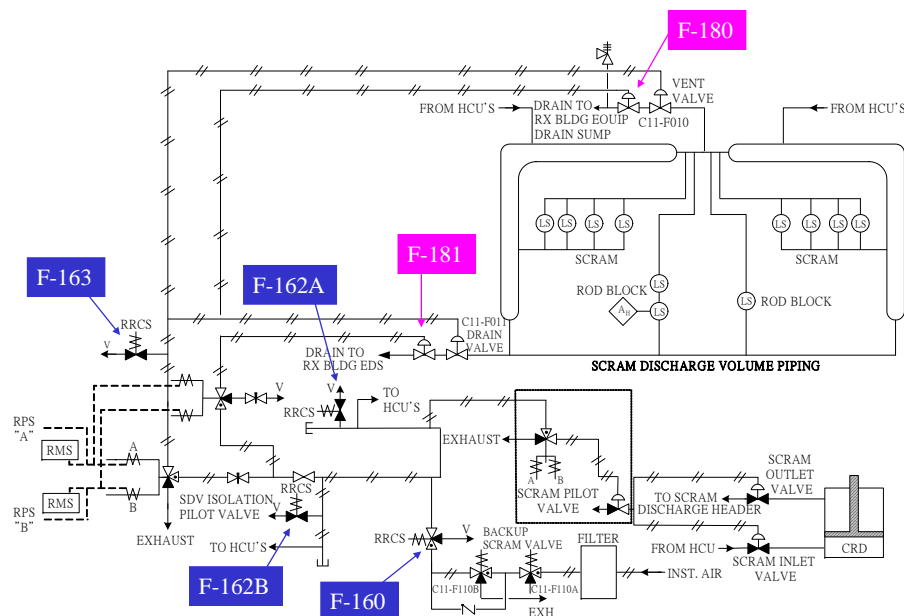 F-180
VENT
VALVE
FROM HCU'S
DRAIN TO
RX BLDG EQUIP
DRAIN SUMP
C11-F010
FROM HCU'S
LS LS LS LS
LS LS LS LS
SCRAM
SCRAM
F-181
F-163
F-162A
LS
ROD BLOCK
AH
LS
LS
ROD BLOCK
C11-F011
DRAIN
VALVE
RRCS
V
DRAIN TO
RX BLDG EDS
SCRAM DISCHARGE VOLUME PIPING
V
V
TO
HCU'S
RRCS
RPS
"A"
RMS
A
EXHAUST
A B
SCRAM PILOT
VALVE
SCRAM
OUTLET
VALVE
TO SCRAM
DISCHARGE HEADER
RMS
RPS
"B"
B
SDV ISOLATION
PILOT VALVE
RRCS
V
EXHAUST
TO HCU'S
RRCS
V
BACKUP
SCRAM VALVE
FILTER
FROM HCU
SCRAM INLET
VALVE
CRD
INST. AIR
C11-F110B
C11-F110A
EXH
F-162B
F-160